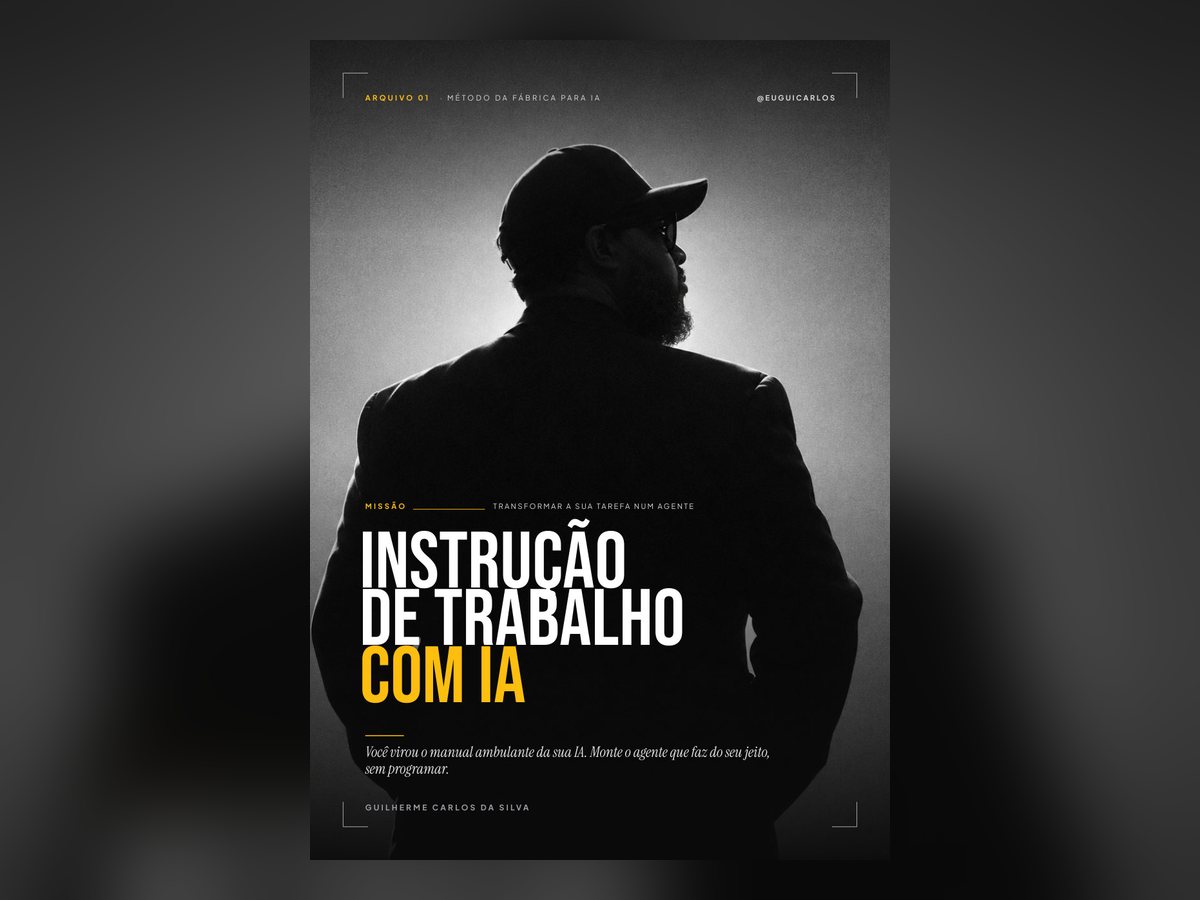 ARQUIVO 01 · MÉTODO DA FÁBRICA PARA IA
@EUGUICARLOS
MISSÃO TRANSFORMAR A SUA TAREFA NUM AGENTE
INSTRUÇÃO
DE TRABALHO
COM IA
Você virou o manual ambulante da sua IA. Monte o agente que faz do seu jeito,
sem programar.
GUILHERME CARLOS DA SILVA